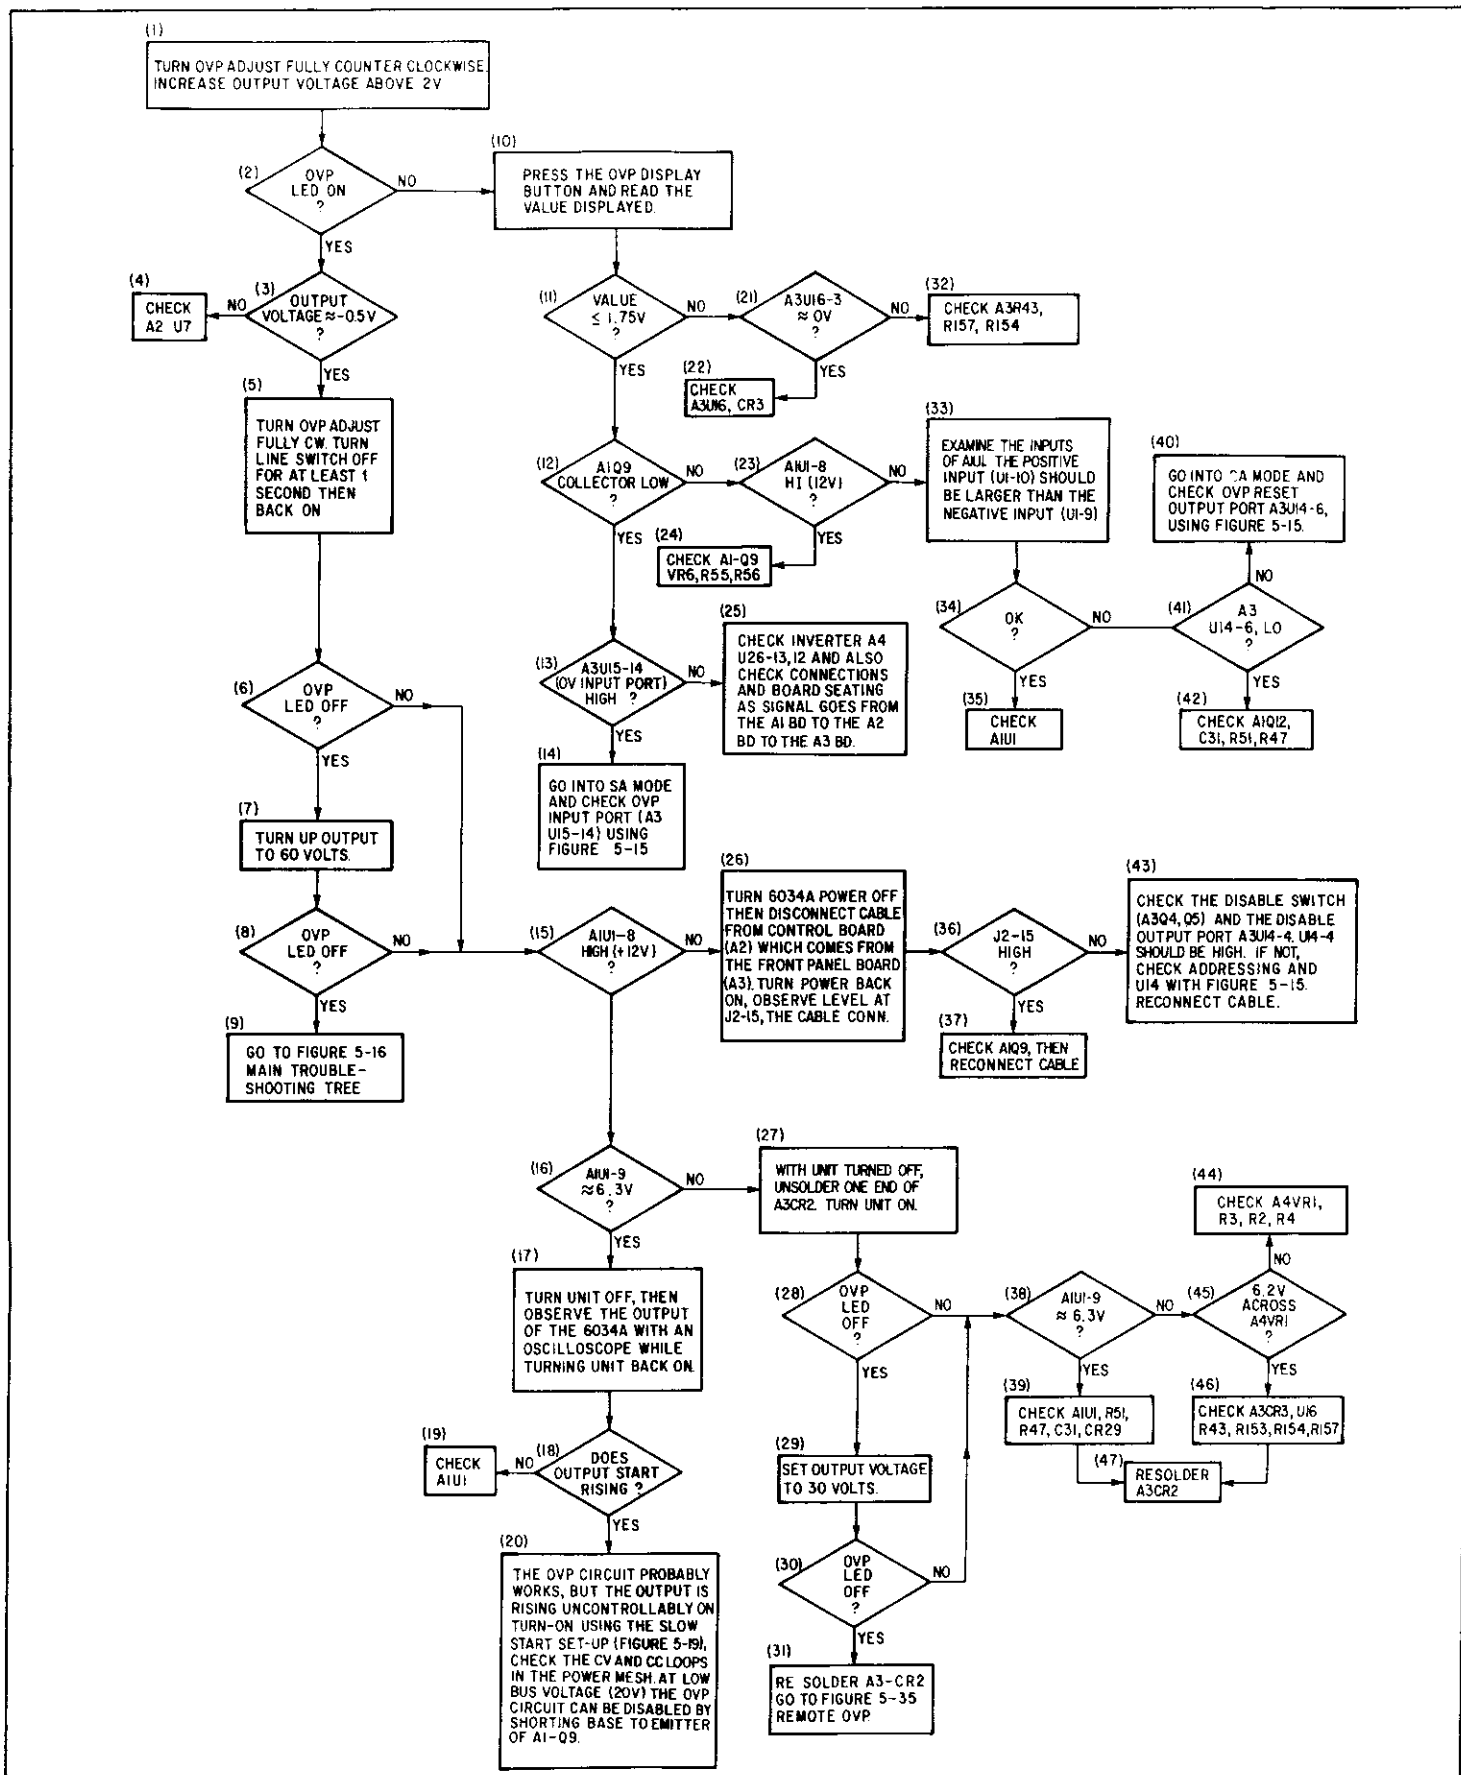 (1)
TURN OVP ADJUST FULLY COUNTER CLOCKWISE.
INCREASE OUTPUT VOLTAGE ABOVE 2V
(2)
OVP
LED ON
?
NO
YES
(3)
OUTPUT
VOLTAGE ≈-0.5V
?
NO
YES
(4)
CHECK
A2 U7
(5)
TURN OVP ADJUST
FULLY CW. TURN
LINE SWITCH OFF
FOR AT LEAST 1
SECOND THEN
BACK ON
(6)
OVP
LED OFF
?
NO
YES
(7)
TURN UP OUTPUT
TO 60 VOLTS.
(8)
OVP
LED OFF
?
NO
YES
(9)
GO TO FIGURE 5-16
MAIN TROUBLE-
SHOOTING TREE
(10)
PRESS THE OVP DISPLAY
BUTTON AND READ THE
VALUE DISPLAYED.
(11)
VALUE
≤ 1.75V
?
NO
YES
(12)
A1Q9
COLLECTOR LOW
?
NO
YES
(13)
A3U15-14
(OV INPUT PORT)
HIGH ?
NO
YES
(14)
GO INTO SA MODE
AND CHECK OVP
INPUT PORT (A3
U15-14) USING
FIGURE 5-15
(15)
A1U1-8
HIGH (+12V)
?
NO
(16)
A1U1-9
≈6.3V
?
NO
YES
(17)
TURN UNIT OFF, THEN
OBSERVE THE OUTPUT
OF THE 6034A WITH AN
OSCILLOSCOPE WHILE
TURNING UNIT BACK ON.
(18)
DOES
OUTPUT START
RISING ?
NO
YES
(19)
CHECK
A1U1
(20)
THE OVP CIRCUIT PROBABLY
WORKS, BUT THE OUTPUT IS
RISING UNCONTROLLABLY ON
TURN-ON USING THE SLOW
START SET-UP (FIGURE 5-19),
CHECK THE CV AND CC LOOPS
IN THE POWER MESH. AT LOW
BUS VOLTAGE (20V) THE OVP
CIRCUIT CAN BE DISABLED BY
SHORTING BASE TO EMITTER
OF A1-Q9.
(21)
A3U16-3
≈ 0V
?
NO
YES
(22)
CHECK
A3U16, CR3
(23)
A1U1-8
HI (12V)
?
NO
YES
(24)
CHECK A1-Q9
VR6, R55, R56
(25)
CHECK INVERTER A4
U26-13,12 AND ALSO
CHECK CONNECTIONS
AND BOARD SEATING
AS SIGNAL GOES FROM
THE A1 BD TO THE A2
BD TO THE A3 BD.
(26)
TURN 6034A POWER OFF
THEN DISCONNECT CABLE
FROM CONTROL BOARD
(A2) WHICH COMES FROM
THE FRONT PANEL BOARD
(A3). TURN POWER BACK
ON, OBSERVE LEVEL AT
J2-15, THE CABLE CONN.
(27)
WITH UNIT TURNED OFF,
UNSOLDER ONE END OF
A3CR2. TURN UNIT ON.
(28)
OVP
LED
OFF
?
NO
YES
(29)
SET OUTPUT VOLTAGE
TO 30 VOLTS.
(30)
OVP
LED
OFF
?
NO
YES
(31)
RE SOLDER A3-CR2
GO TO FIGURE 5-35
REMOTE OVP.
(32)
CHECK A3R43,
R157, R154
(33)
EXAMINE THE INPUTS
OF A1U1. THE POSITIVE
INPUT (U1-10) SHOULD
BE LARGER THAN THE
NEGATIVE INPUT (U1-9)
(34)
OK
?
NO
YES
(35)
CHECK
A1U1
(36)
J2-15
HIGH
?
NO
YES
(37)
CHECK A1Q9, THEN
RECONNECT CABLE
(38)
A1U1-9
≈ 6.3V
?
NO
YES
(39)
CHECK A1U1, R51,
R47, C31, CR29
(40)
GO INTO SA MODE AND
CHECK OVP RESET
OUTPUT PORT A3U14-6,
USING FIGURE 5-15.
NO
(41)
A3
U14-6, LO
?
YES
(42)
CHECK A1Q12,
C31, R51, R47
(43)
CHECK THE DISABLE SWITCH
(A3Q4, Q5) AND THE DISABLE
OUTPUT PORT A3U14-4. U14-4
SHOULD BE HIGH. IF NOT,
CHECK ADDRESSING AND
U14 WITH FIGURE 5-15.
RECONNECT CABLE.
(44)
CHECK A4VR1,
R3, R2, R4
NO
(45)
6.2V
ACROSS
A4VR1
?
YES
(46)
CHECK A3CR3, U16
R43, R153, R154, R157
(47)
RESOLDER
A3CR2